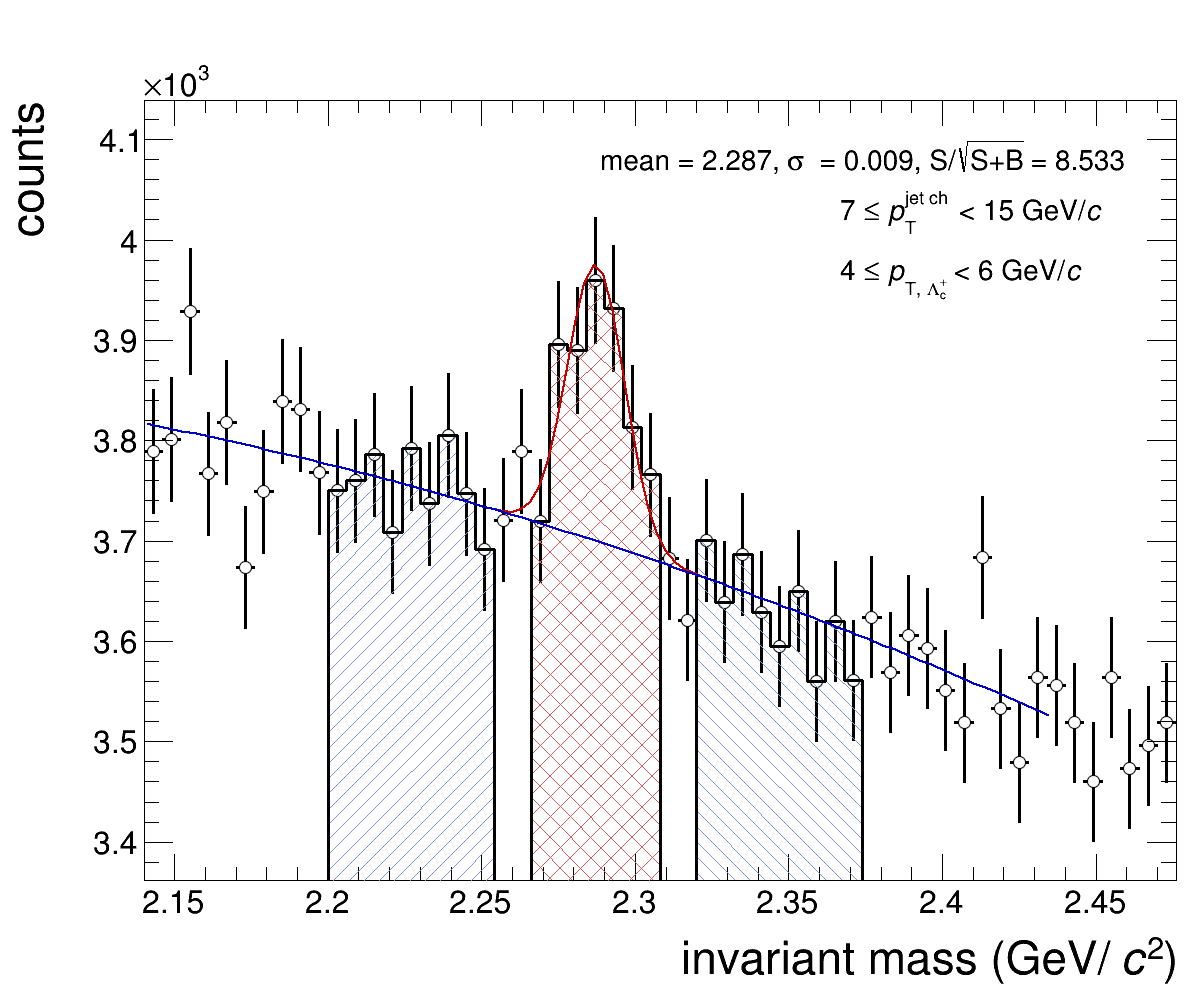 ×10³
counts
4.1
4
3.9
3.8
3.7
3.6
3.5
3.4
mean = 2.287, σ = 0.009, S/√S+B = 8.533
7 ≤ p_T^jet ch < 15 GeV/c
4 ≤ p_T, Λ_c^+ < 6 GeV/c
2.15 2.2 2.25 2.3 2.35 2.4 2.45
invariant mass (GeV/ c²)